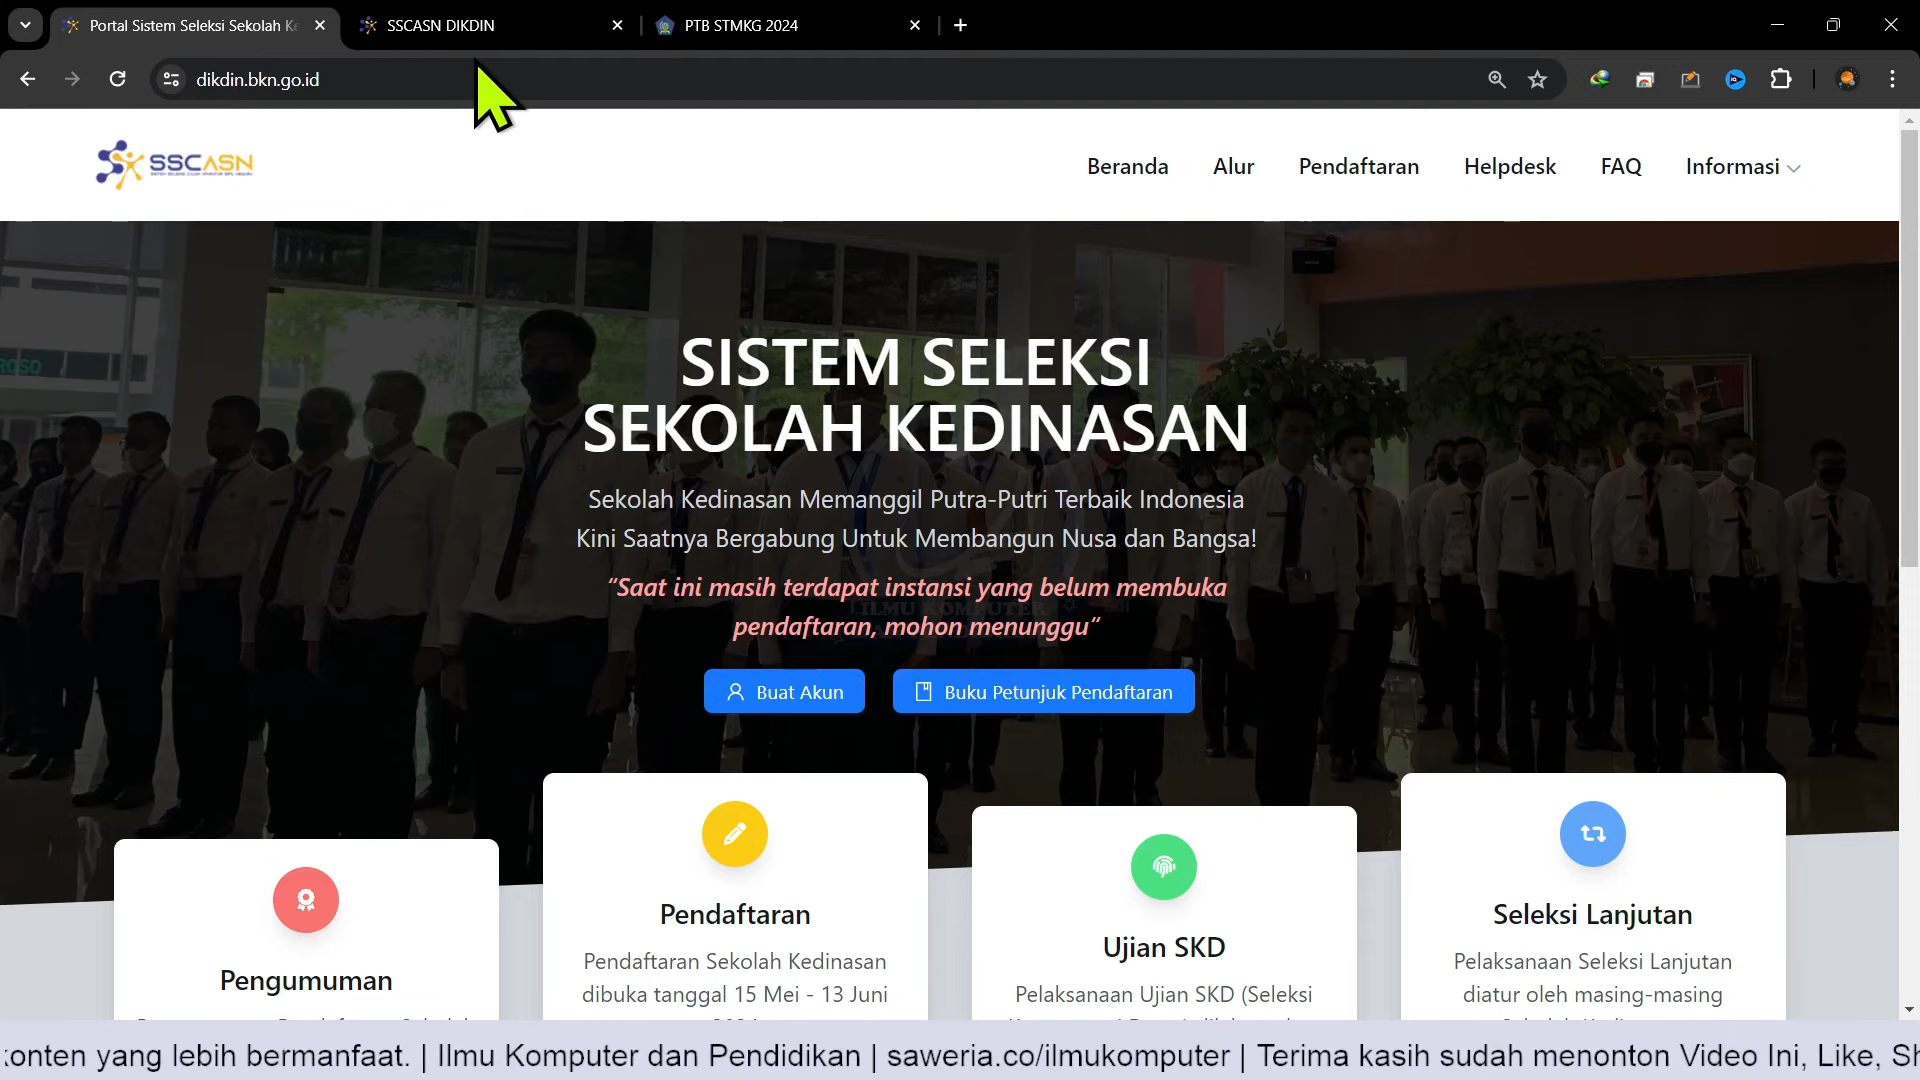 Portal Sistem Seleksi Sekolah Ke
SSCASN DIKDIN
PTB STMKG 2024
dikdin.bkn.go.id
SSCASN
Beranda
Alur
Pendaftaran
Helpdesk
FAQ
Informasi
SISTEM SELEKSI
SEKOLAH KEDINASAN
Sekolah Kedinasan Memanggil Putra-Putri Terbaik Indonesia
Kini Saatnya Bergabung Untuk Membangun Nusa dan Bangsa!
“Saat ini masih terdapat instansi yang belum membuka
ILMU KOMPUTER
pendaftaran, mohon menunggu“
Buat Akun
Buku Petunjuk Pendaftaran
Pengumuman
Pendaftaran
Pendaftaran Sekolah Kedinasan
dibuka tanggal 15 Mei - 13 Juni
Ujian SKD
Pelaksanaan Ujian SKD (Seleksi
Seleksi Lanjutan
Pelaksanaan Seleksi Lanjutan
diatur oleh masing-masing
konten yang lebih bermanfaat. | Ilmu Komputer dan Pendidikan | saweria.co/ilmukomputer | Terima kasih sudah menonton Video Ini, Like, Sh